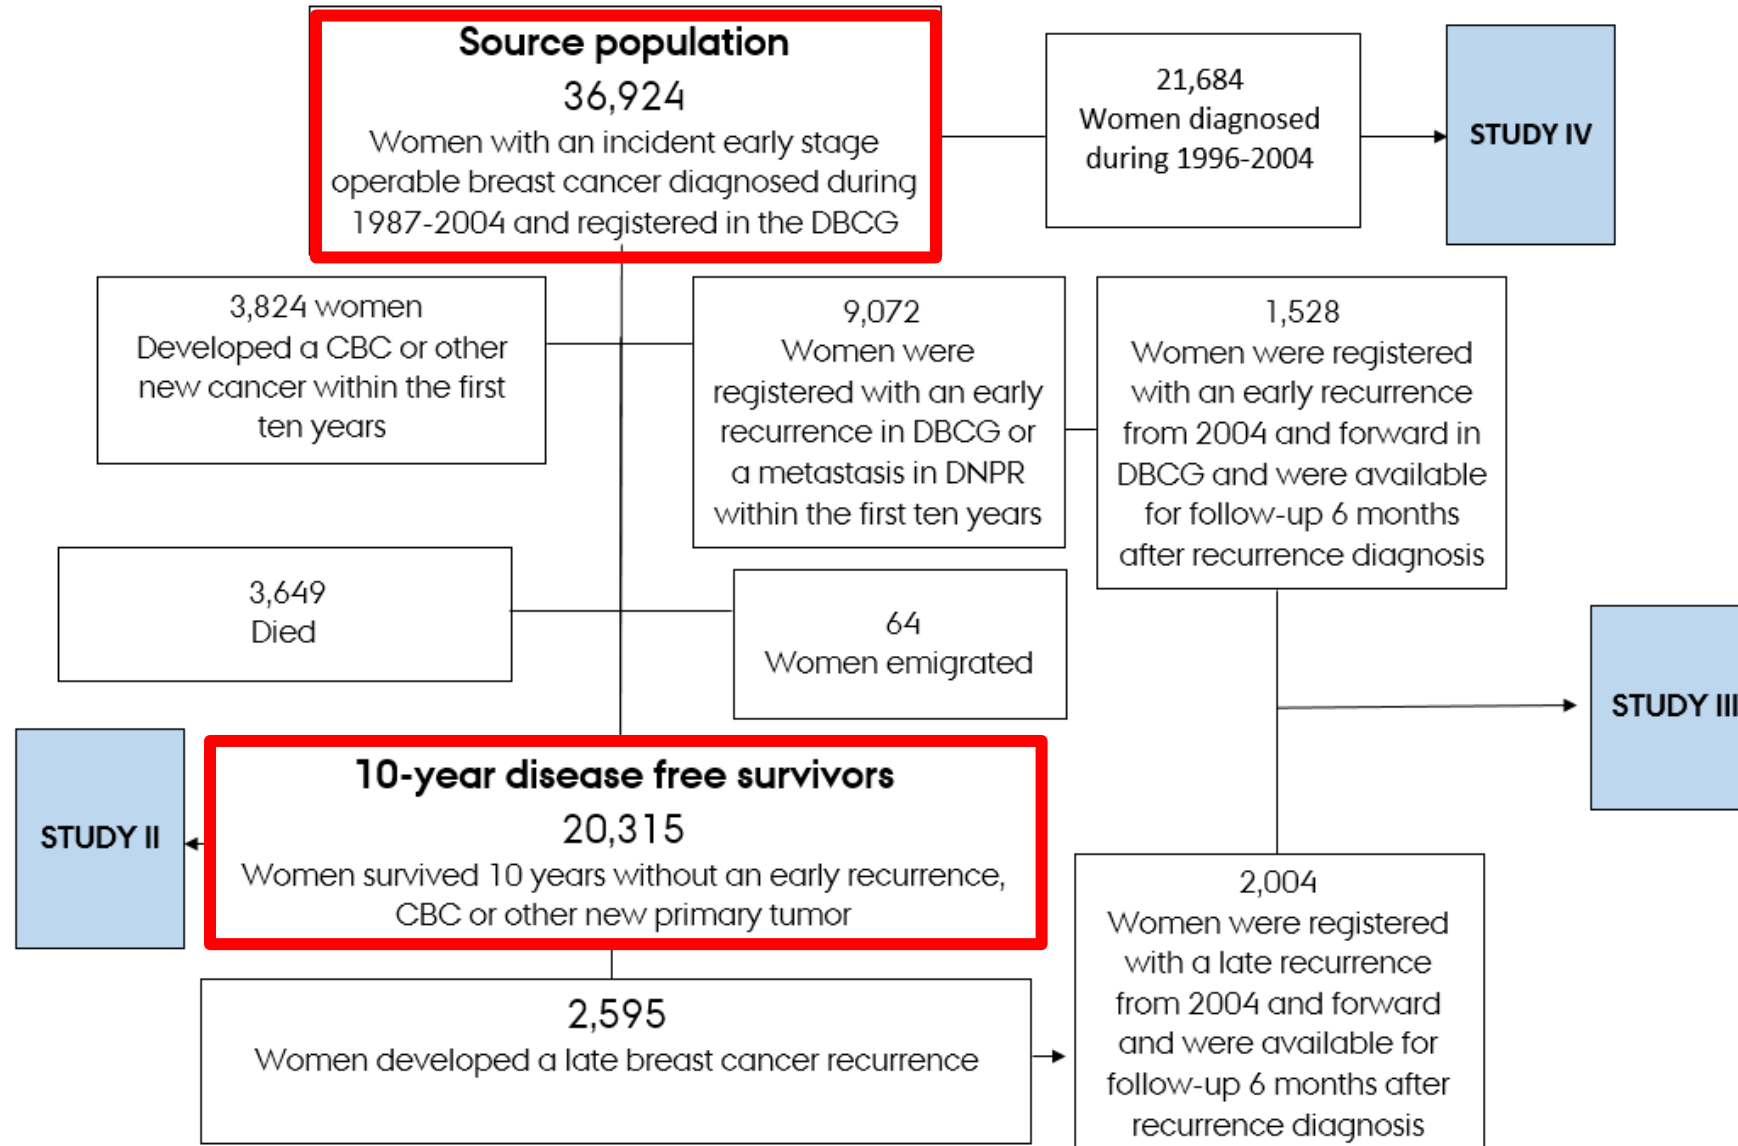 Source population
36,924
Women with an incident early stage
operable breast cancer diagnosed during
1987-2004 and registered in the DBCG
21,684
Women diagnosed
during 1996-2004
STUDY IV
3,824 women
Developed a CBC or other
new cancer within the first
ten years
9,072
Women were
registered with an early
recurrence in DBCG or
a metastasis in DNPR
within the first ten years
1,528
Women were registered
with an early recurrence
from 2004 and forward in
DBCG and were available
for follow-up 6 months
after recurrence diagnosis
3,649
Died
64
Women emigrated
STUDY III
STUDY II
10-year disease free survivors
20,315
Women survived 10 years without an early recurrence,
CBC or other new primary tumor
2,595
Women developed a late breast cancer recurrence
2,004
Women were registered
with a late recurrence
from 2004 and forward
and were available for
follow-up 6 months after
recurrence diagnosis